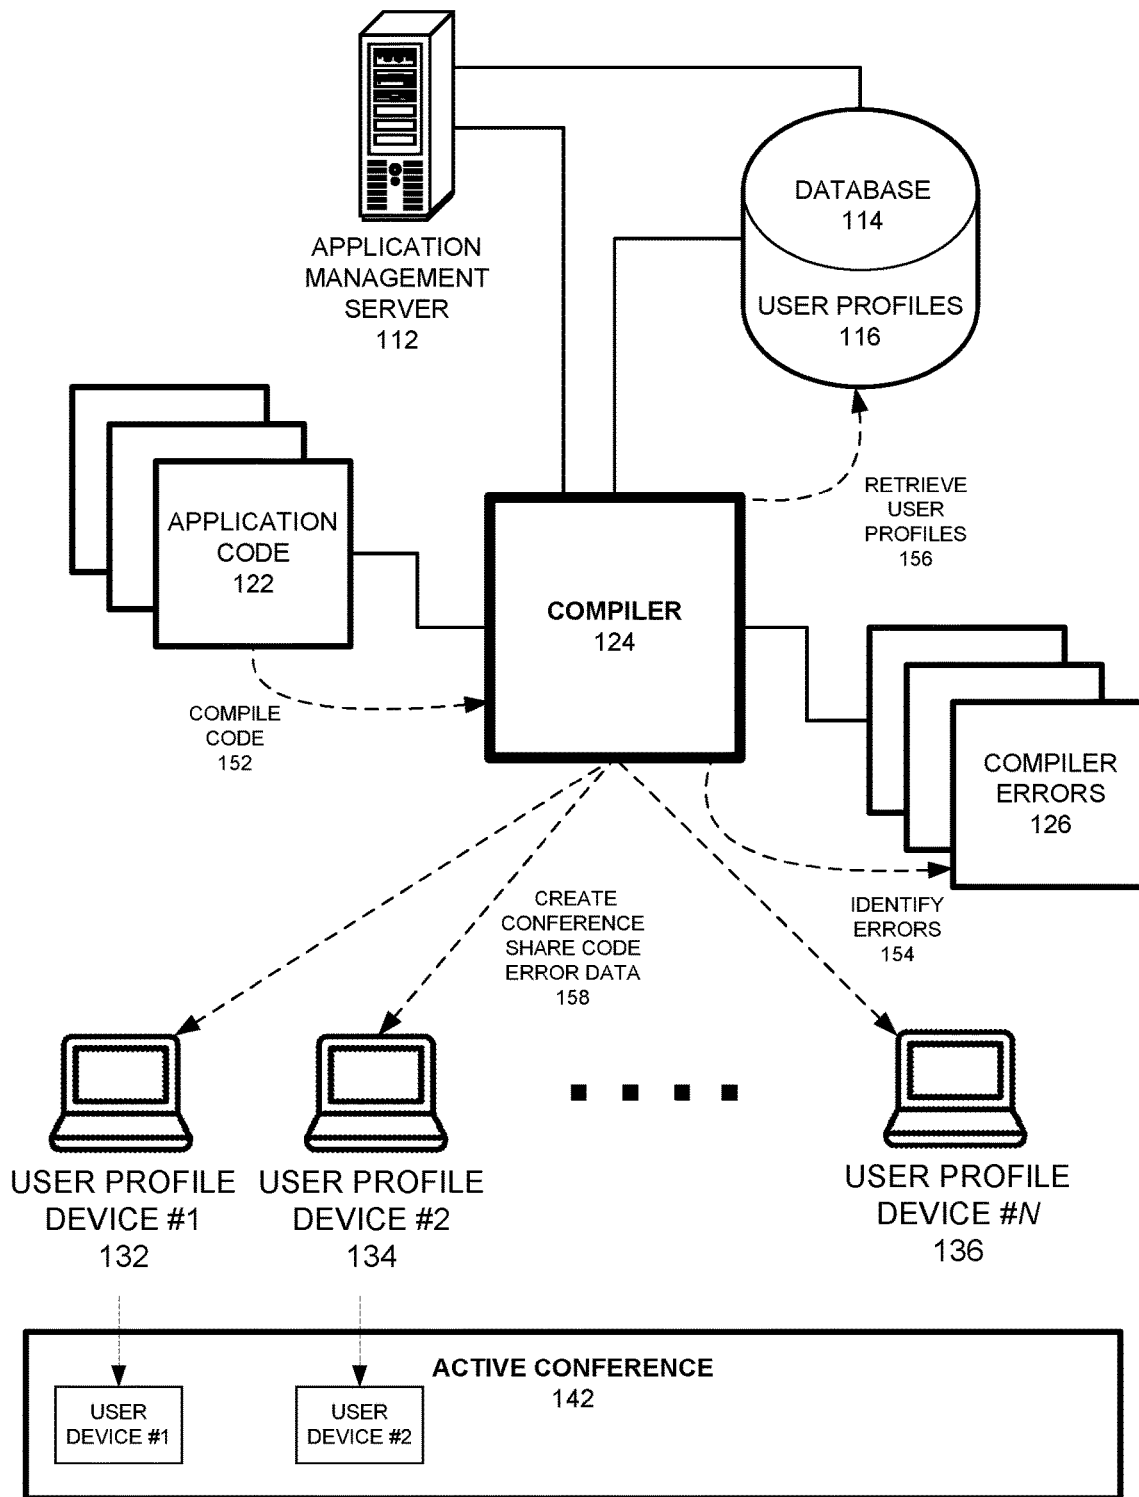 APPLICATION
MANAGEMENT
SERVER
112
DATABASE
114
USER PROFILES
116
RETRIEVE
USER
PROFILES
156
APPLICATION
CODE
122
COMPILER
124
COMPILE
CODE
152
COMPILER
ERRORS
126
IDENTIFY
ERRORS
154
CREATE
CONFERENCE
SHARE CODE
ERROR DATA
158
USER PROFILE
DEVICE #1
132
USER PROFILE
DEVICE #2
134
USER PROFILE
DEVICE #N
136
ACTIVE CONFERENCE
142
USER
DEVICE #1
USER
DEVICE #2